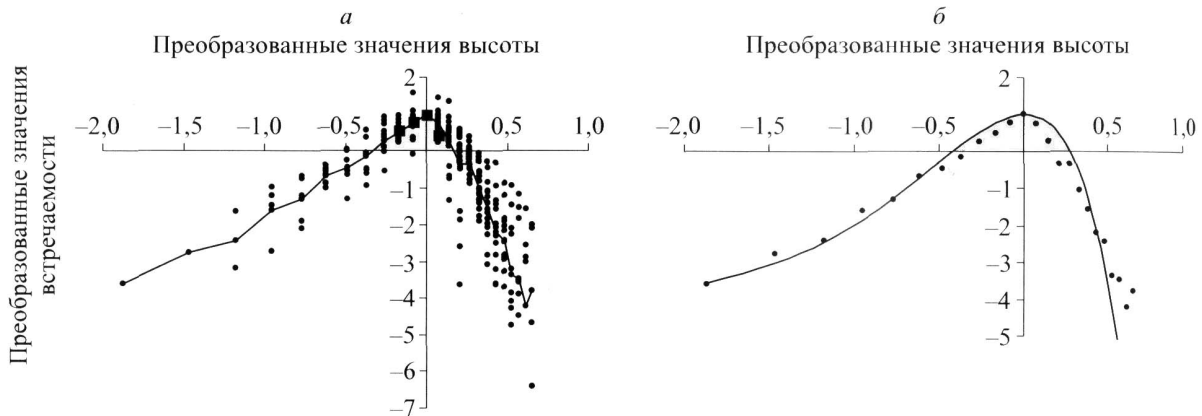 а
Преобразованные значения высоты
Преобразованные значения
встречаемости
2
–2,0 –1,5 –1,0 –0,5 0,5 1,0
–1
–2
–3
–4
–5
–6
–7
б
Преобразованные значения высоты
2
–2,0 –1,5 –1,0 –0,5 0,5 1,0
–1
–2
–3
–4
–5